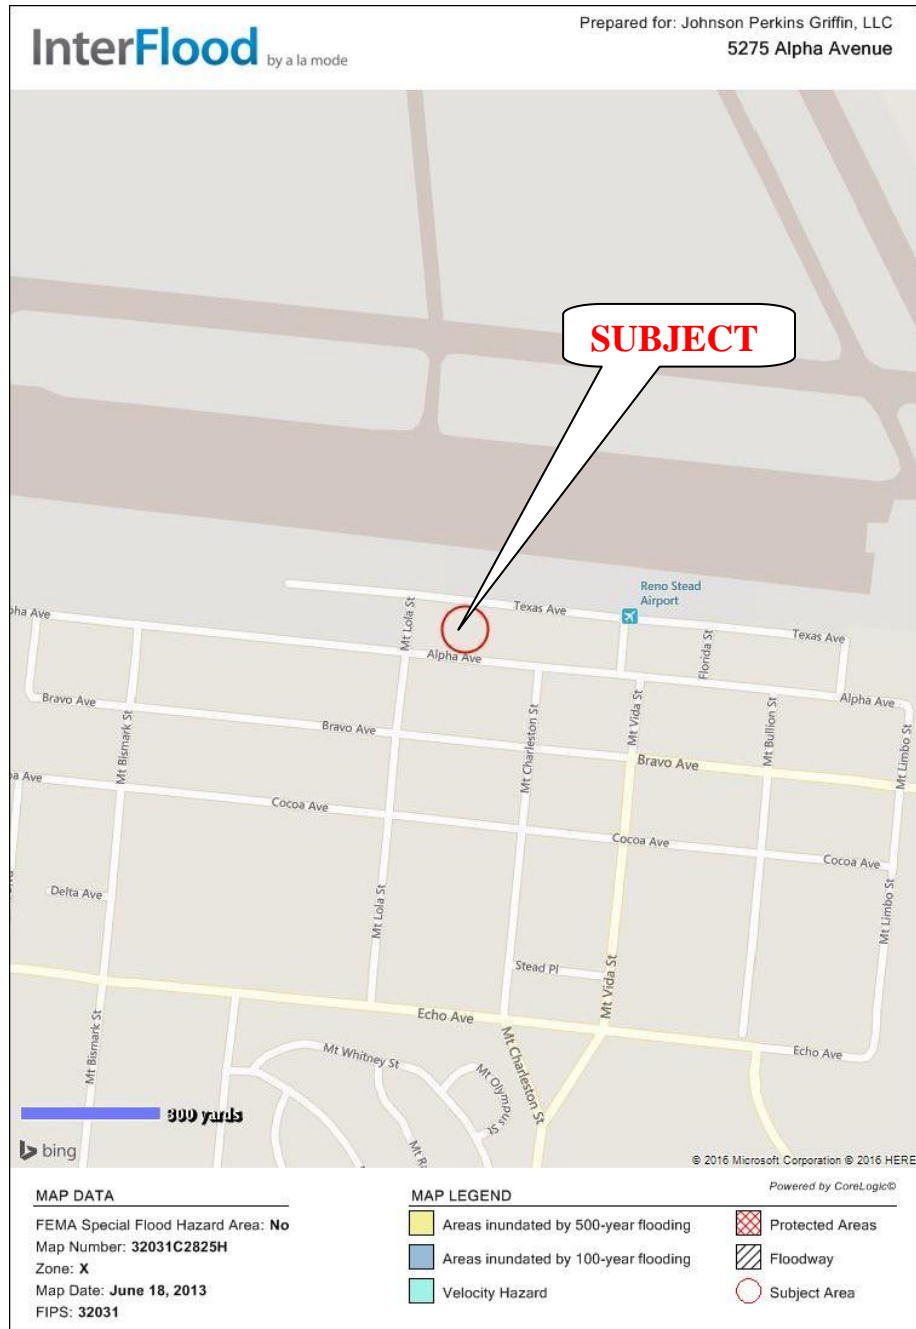 InterFlood by a la mode
Prepared for: Johnson Perkins Griffin, LLC
5275 Alpha Avenue
SUBJECT
Reno Stead
Airport
Texas Ave
Texas Ave
Mt Lola St
Florida St
pha Ave
Alpha Ave
Alpha Ave
Bravo Ave
Bravo Ave
Bravo Ave
Mt Bismark St
Mt Charleston St
Mt Vida St
Mt Bullion St
Mt Limbo St
a Ave
Cocoa Ave
Cocoa Ave
Cocoa Ave
Delta Ave
Mt Lola St
Mt Limbo St
Stead Pl
Mt Vida St
Echo Ave
Echo Ave
Mt Bismark St
Mt Whitney St
Mt Olympus St
Mt Charleston St
Mt Ra
300 yards
bing
© 2016 Microsoft Corporation © 2016 HERE
Powered by CoreLogic©
MAP DATA
FEMA Special Flood Hazard Area: No
Map Number: 32031C2825H
Zone: X
Map Date: June 18, 2013
FIPS: 32031
MAP LEGEND
Areas inundated by 500-year flooding
Areas inundated by 100-year flooding
Velocity Hazard
Protected Areas
Floodway
Subject Area